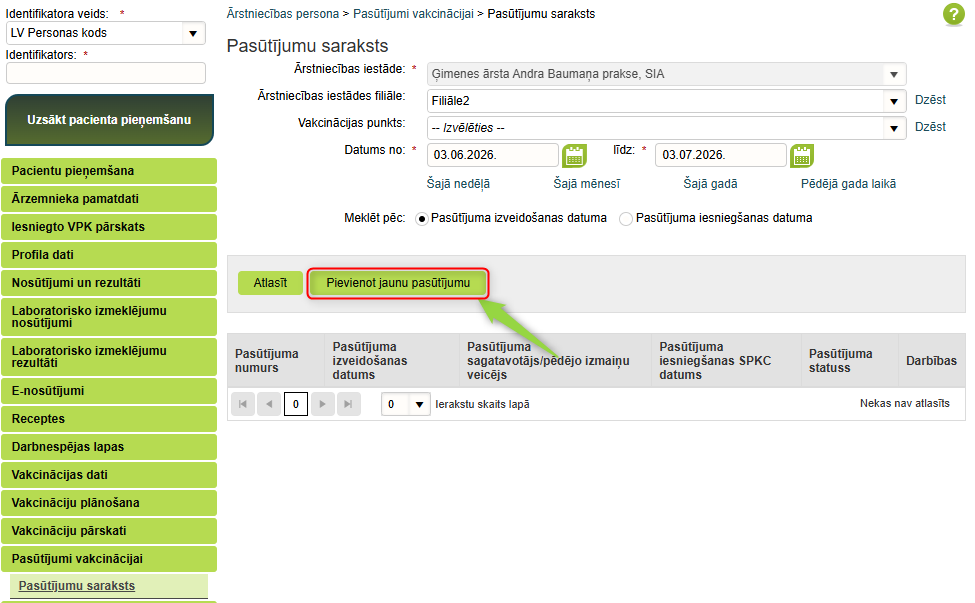 Identifikatora veids: *
LV Personas kods
Identifikators: *
Uzsākt pacienta pieņemšanu
Pacientu pieņemšana
Ārzemnieka pamatdati
Iesniegto VPK pārskats
Profila dati
Nosūtījumi un rezultāti
Laboratorisko izmeklējumu
nosūtījumi
Laboratorisko izmeklējumu
rezultāti
E-nosūtījumi
Receptes
Darbnespējas lapas
Vakcinācijas dati
Vakcināciju plānošana
Vakcināciju pārskati
Pasūtījumi vakcinācijai
Pasūtījumu saraksts
Ārstniecības persona > Pasūtījumi vakcinācijai > Pasūtījumu saraksts
?
Pasūtījumu saraksts
Ārstniecības iestāde: * Ģimenes ārsta Andra Baumaņa prakse, SIA
Ārstniecības iestādes filiāle: Filiāle2 Dzēst
Vakcinācijas punkts: -- Izvēlēties -- Dzēst
Datums no: * 03.06.2026. līdz: * 03.07.2026.
Šajā nedēļā Šajā mēnesī Šajā gadā Pēdējā gada laikā
Meklēt pēc: Pasūtījuma izveidošanas datuma Pasūtījuma iesniegšanas datuma
Atlasīt Pievienot jaunu pasūtījumu
Pasūtījuma
numurs
Pasūtījuma
izveidošanas
datums
Pasūtījuma
sagatavotājs/pēdējo izmaiņu
veicējs
Pasūtījuma
iesniegšanas SPKC
datums
Pasūtījuma
statuss
Darbības
0 0 Ierakstu skaits lapā Nekas nav atlasīts